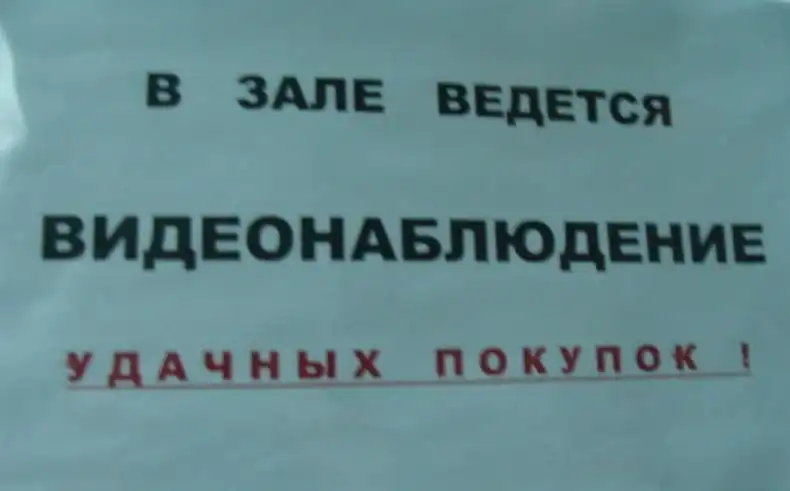 В ЗАЛЕ ВЕДЕТСЯ
ВИДЕОНАБЛЮДЕНИЕ
УДАЧНЫХ ПОКУПОК !